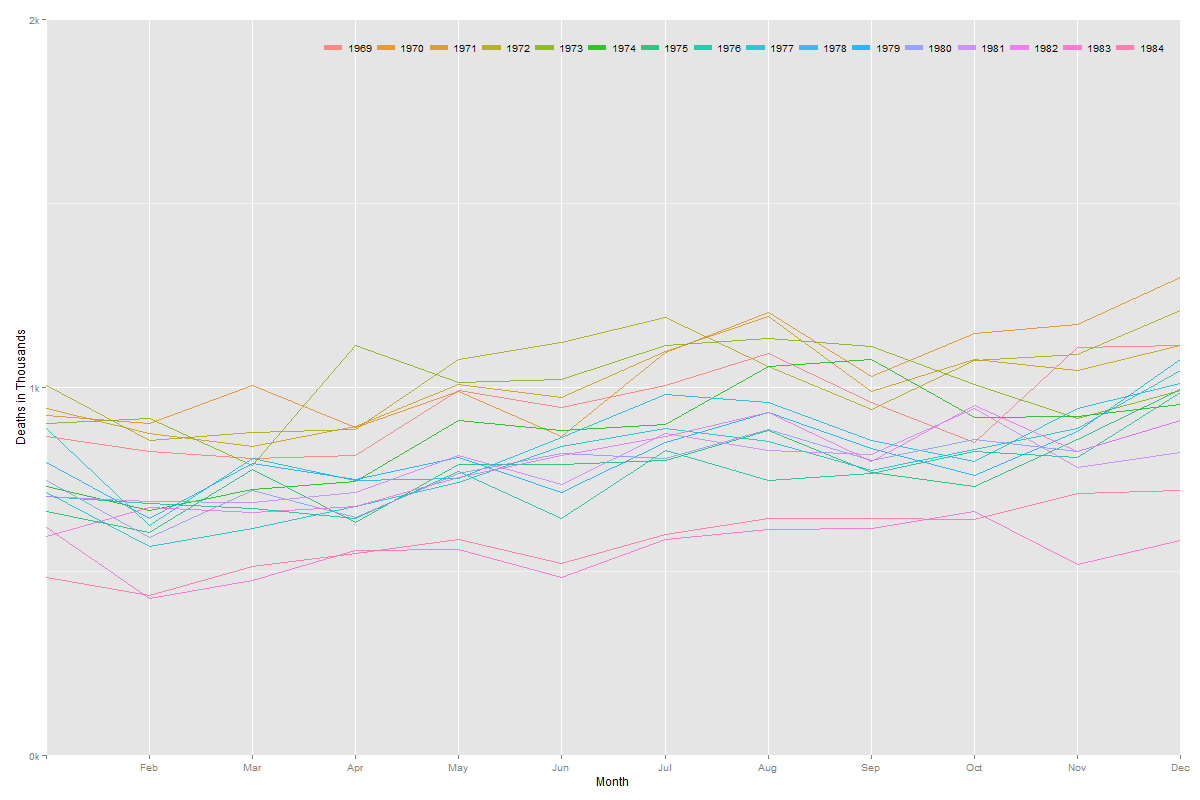 2k
1969 1970 1971 1972 1973 1974 1975 1976 1977 1978 1979 1980 1981 1982 1983 1984
1k
Deaths in Thousands
0k
Feb Mar Apr May Jun Jul Aug Sep Oct Nov Dec
Month